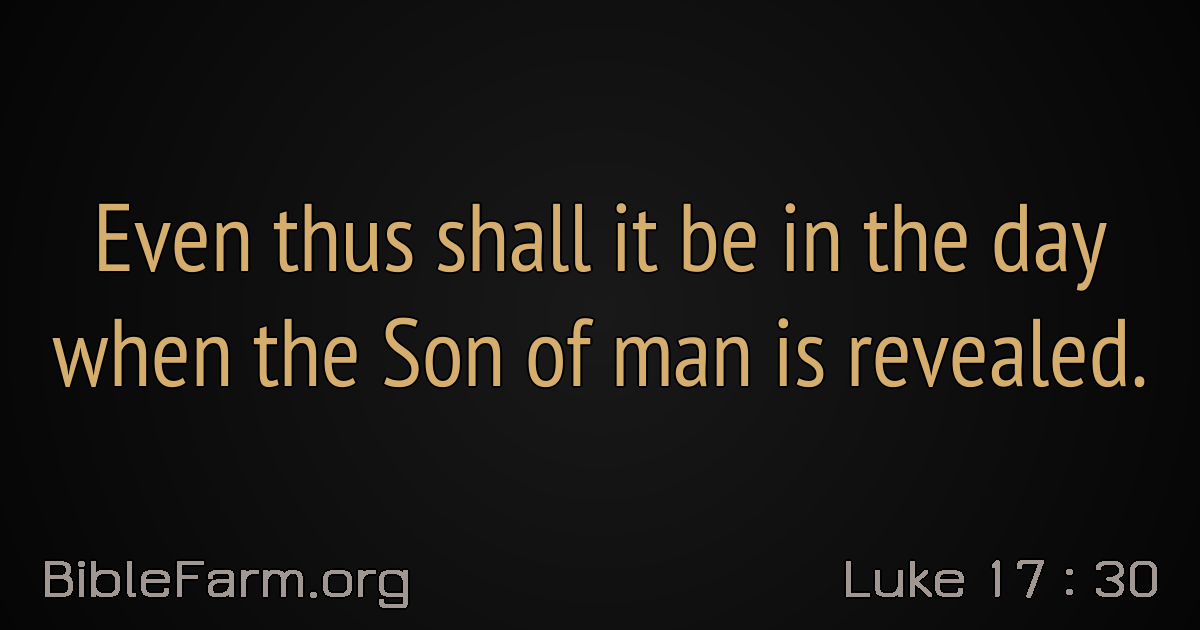 Even thus shall it be in the day
when the Son of man is revealed.
BibleFarm.org
Luke 17 : 30